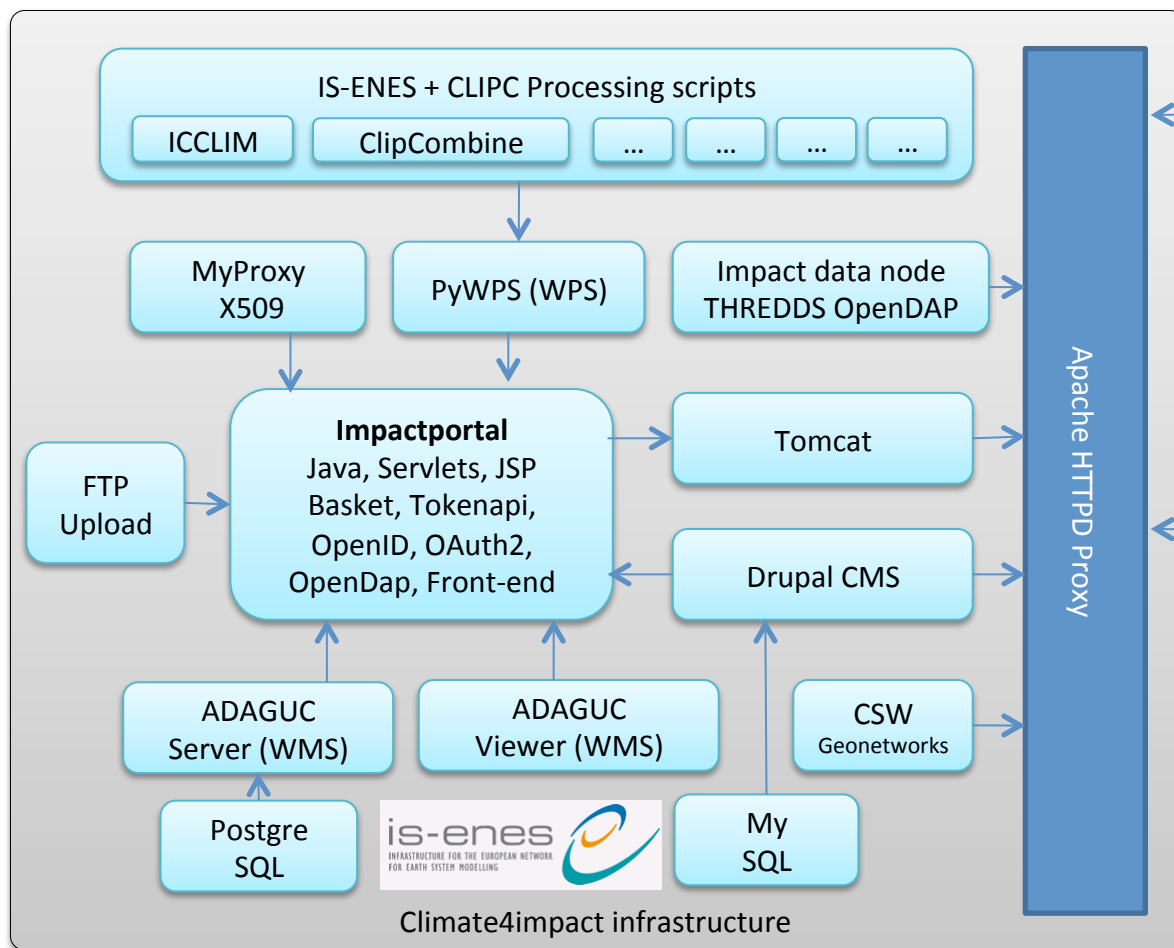 IS-ENES + CLIPC Processing scripts
ICCLIM
ClipCombine
...
...
...
...
MyProxy
X509
PyWPS (WPS)
Impact data node
THREDDS OpenDAP
Impactportal
Java, Servlets, JSP
Basket, Tokenapi,
OpenID, OAuth2,
OpenDap, Front-end
Tomcat
FTP
Upload
Drupal CMS
Apache HTTPD Proxy
ADAGUC
Server (WMS)
ADAGUC
Viewer (WMS)
CSW
Geonetworks
Postgre
SQL
is-enes
INFRASTRUCTURE FOR THE EUROPEAN NETWORK
FOR EARTH SYSTEM MODELLING
My
SQL
Climate4impact infrastructure